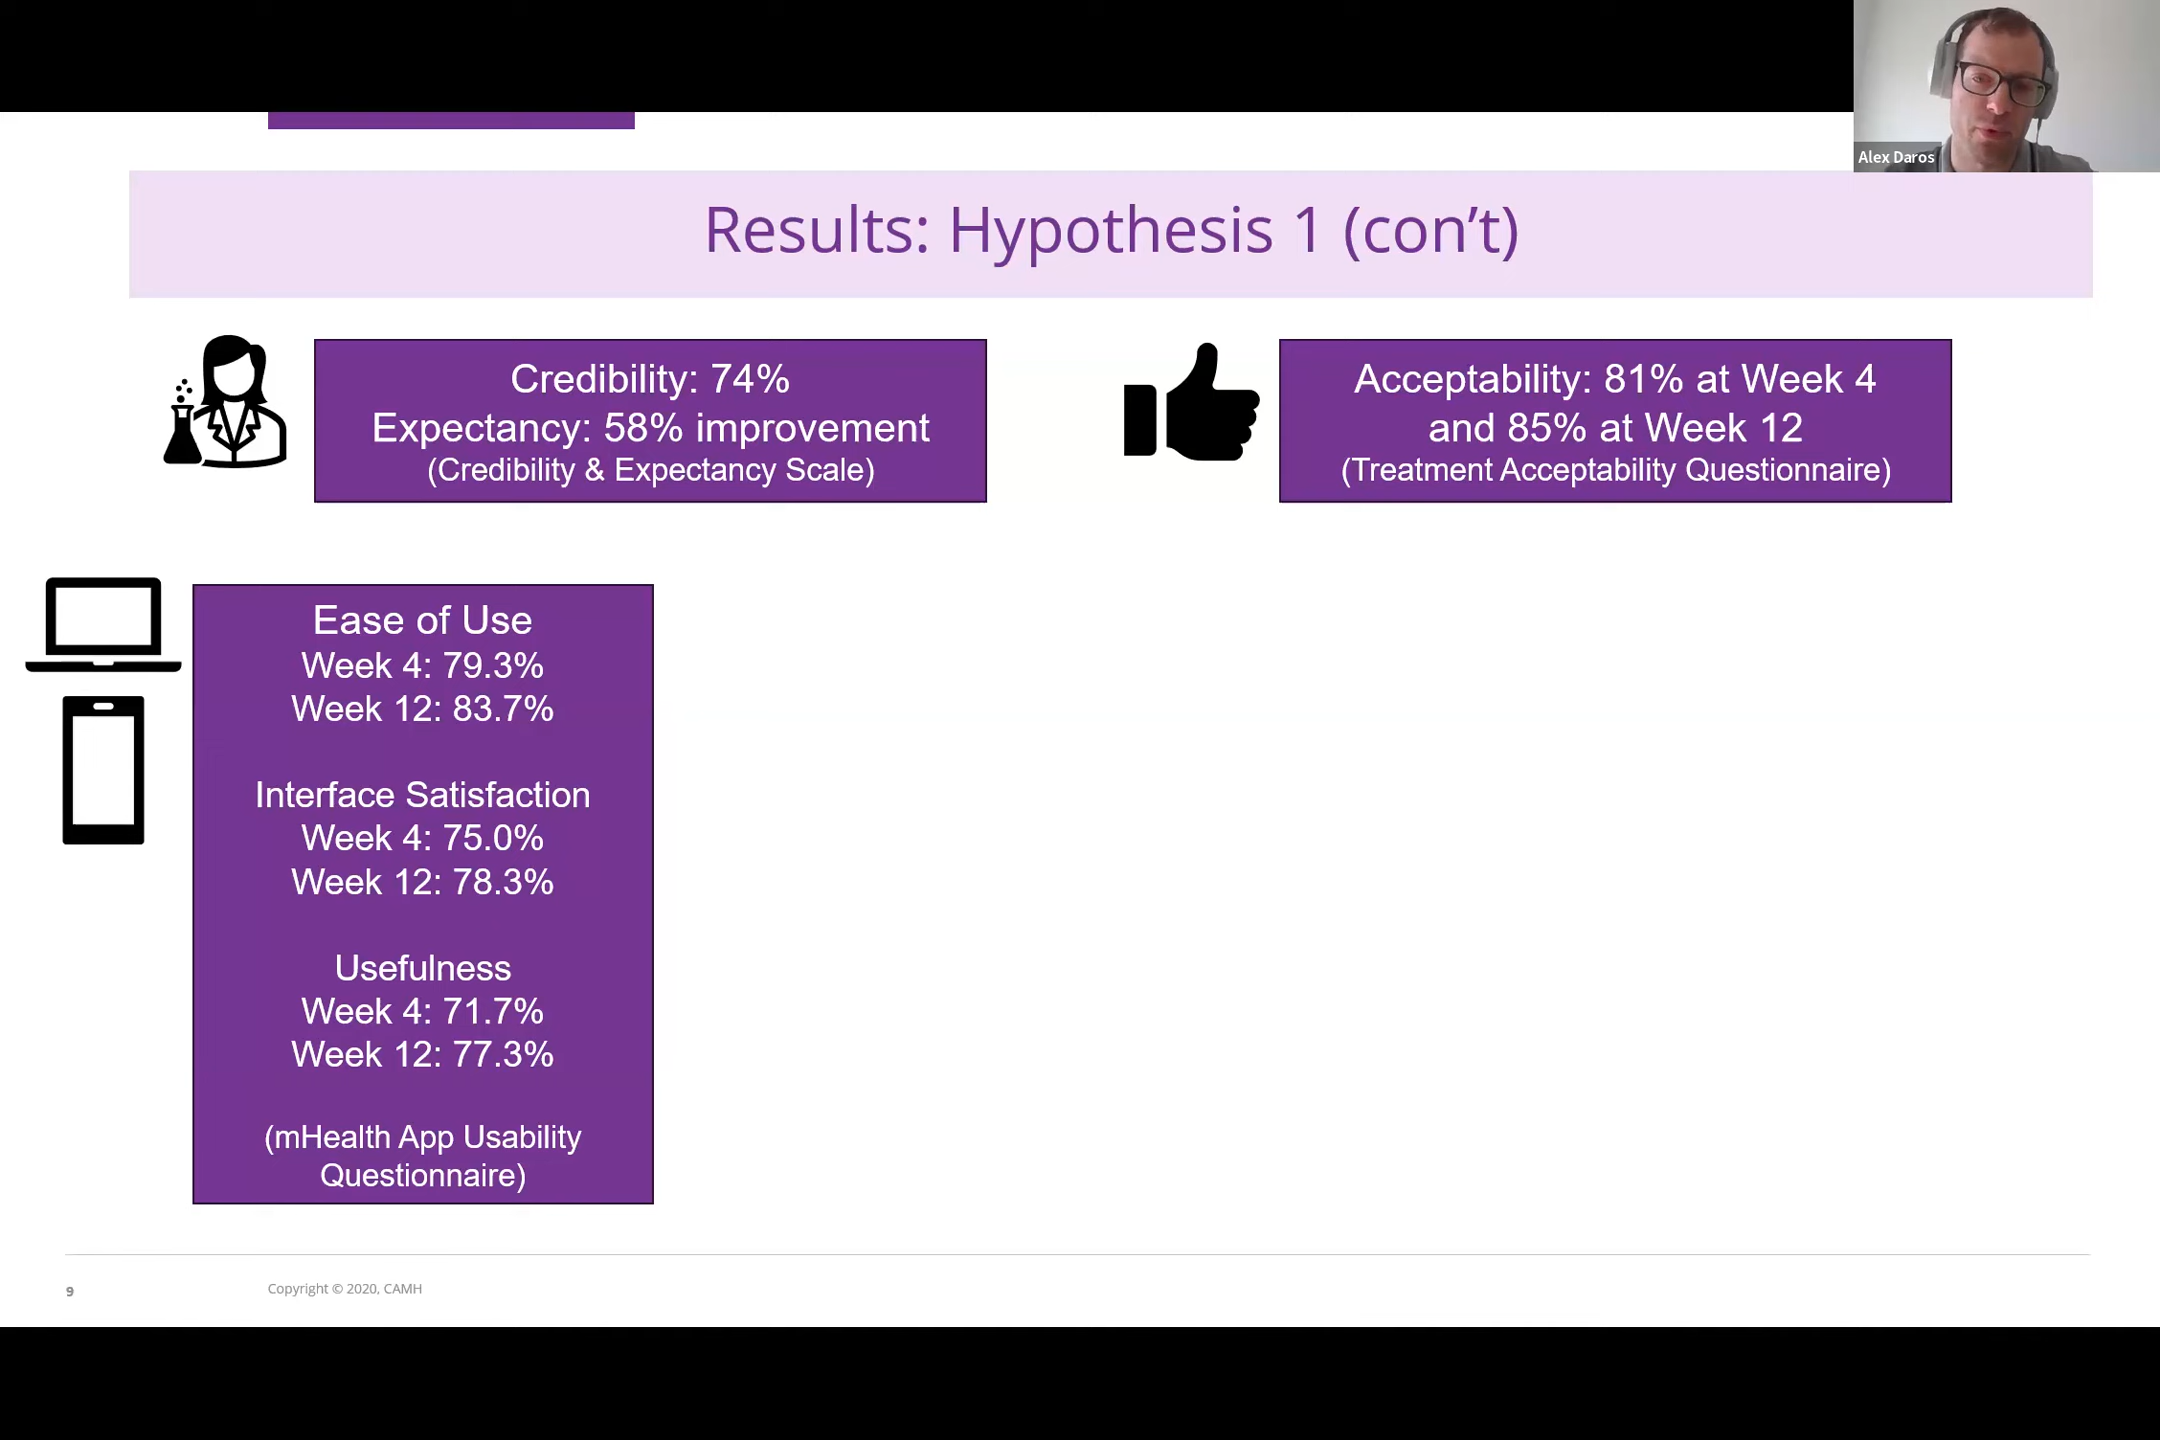 Alex Daros
Results: Hypothesis 1 (con’t)
Credibility: 74%
Expectancy: 58% improvement
(Credibility & Expectancy Scale)
Acceptability: 81% at Week 4
and 85% at Week 12
(Treatment Acceptability Questionnaire)
Ease of Use
Week 4: 79.3%
Week 12: 83.7%
Interface Satisfaction
Week 4: 75.0%
Week 12: 78.3%
Usefulness
Week 4: 71.7%
Week 12: 77.3%
(mHealth App Usability
Questionnaire)
9
Copyright © 2020, CAMH